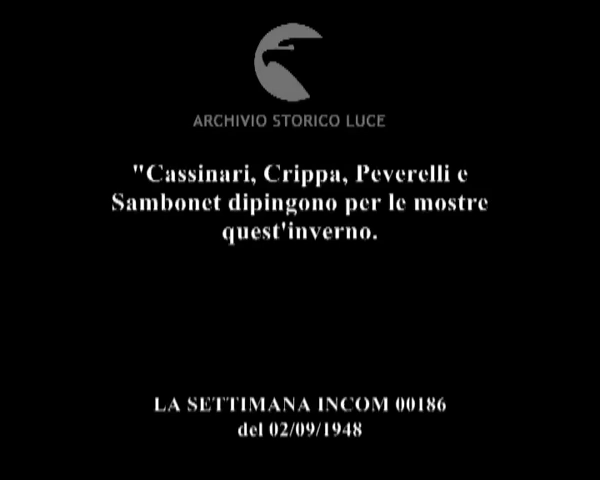 ARCHIVIO STORICO LUCE
"Cassinari, Crippa, Peverelli e
Sambonet dipingono per le mostre
quest'inverno.
LA SETTIMANA INCOM 00186
del 02/09/1948